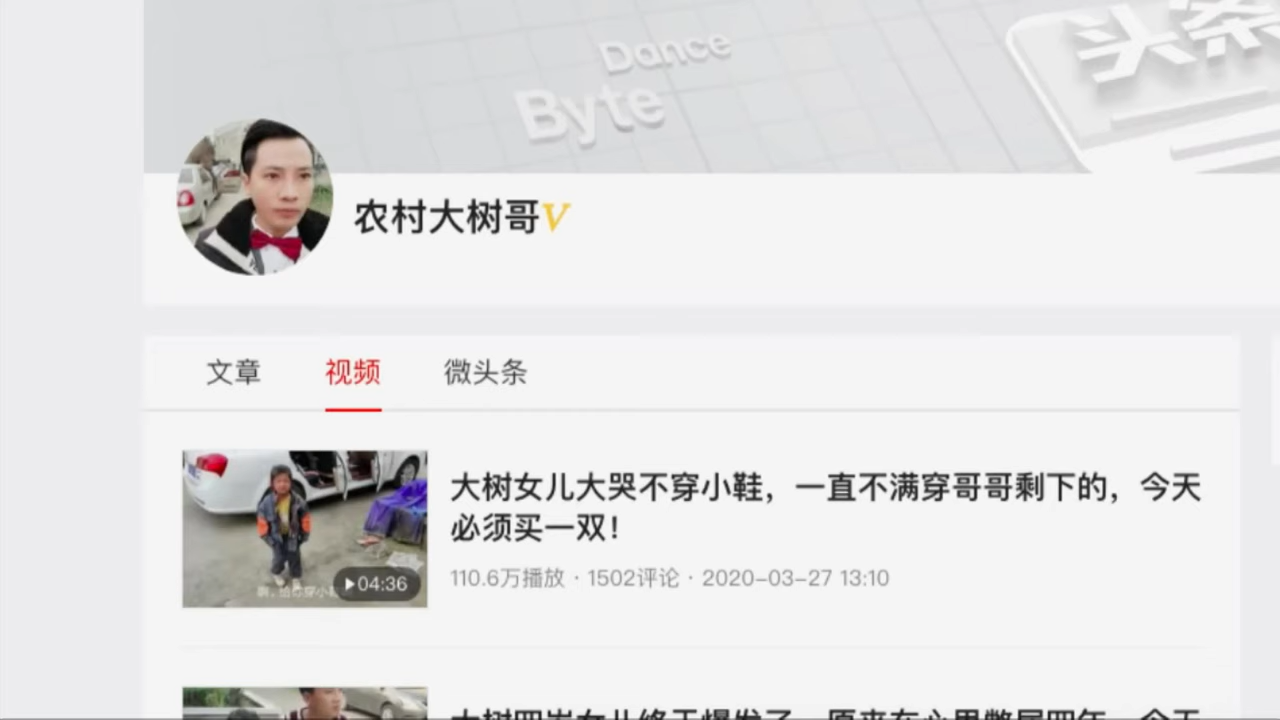 Dance
Byte
头条
农村大树哥V
文章
视频
微头条
大树女儿大哭不穿小鞋，一直不满穿哥哥剩下的，今天
必须买一双！
04:36
110.6万播放 · 1502评论 · 2020-03-27 13:10